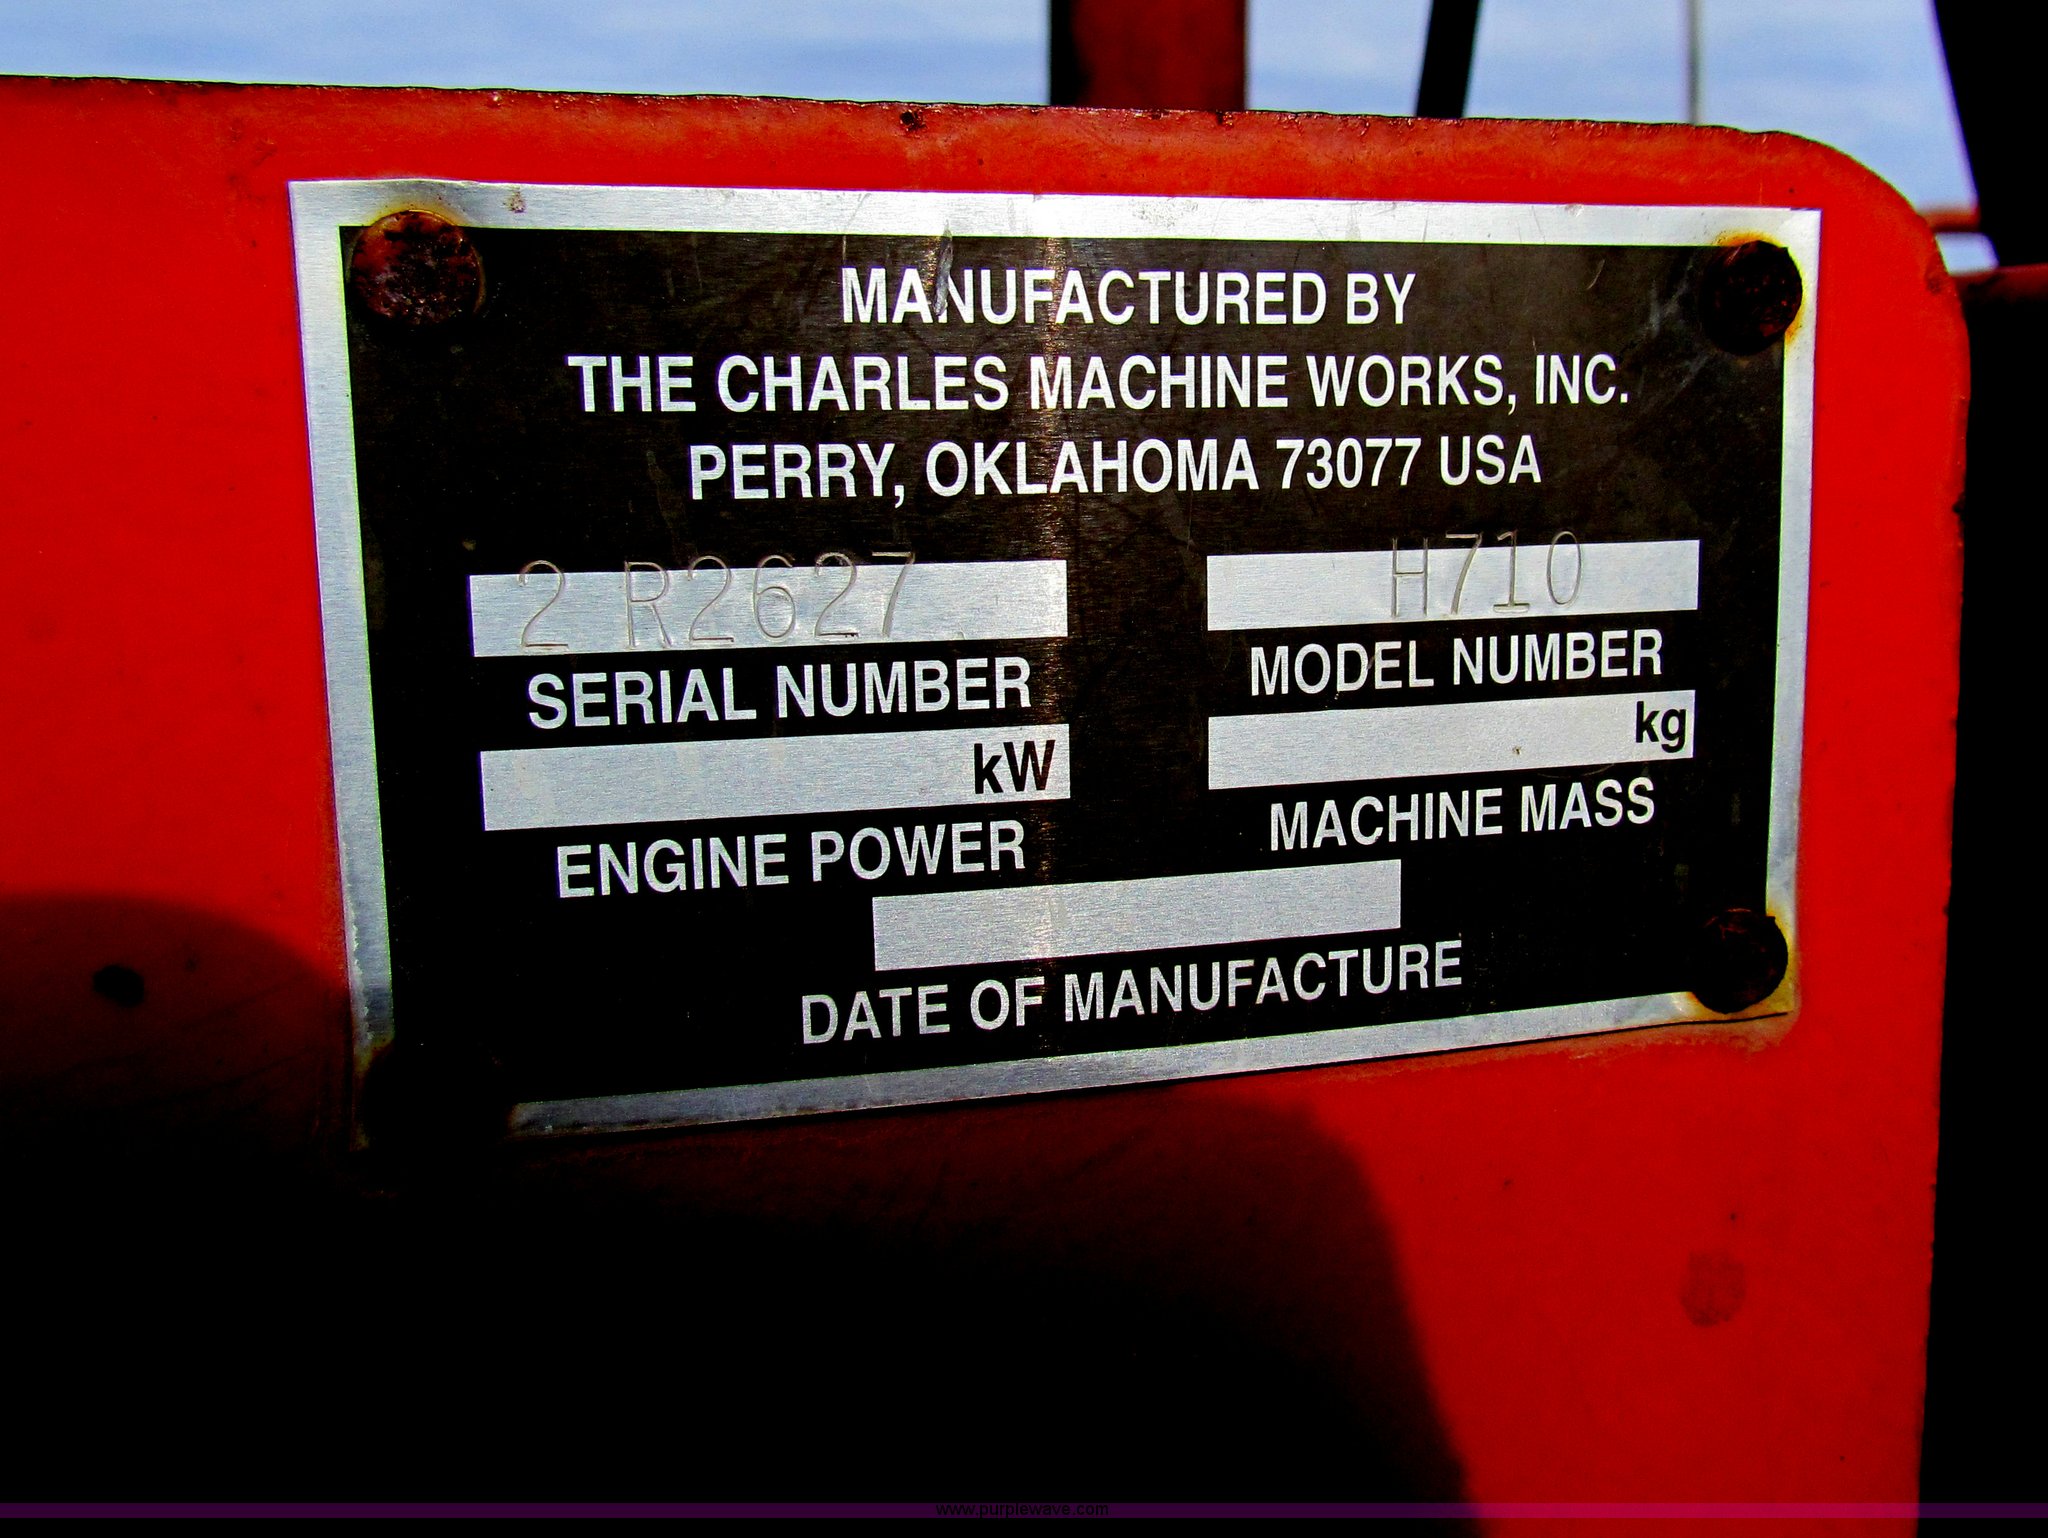 MANUFACTURED BY
THE CHARLES MACHINE WORKS, INC.
PERRY, OKLAHOMA 73077 USA
2 R2627 H710
SERIAL NUMBER MODEL NUMBER
kW kg
ENGINE POWER MACHINE MASS
DATE OF MANUFACTURE
www.purplewave.com